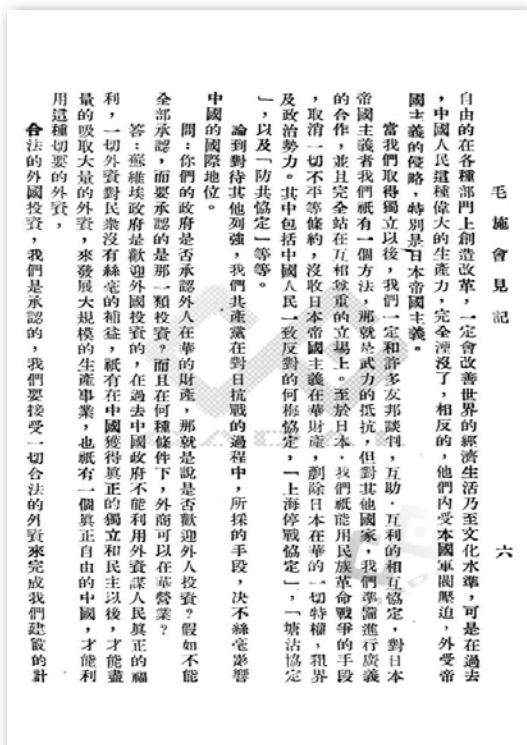 毛施會見記
六
自由的在各種部門上創造改革，一定會改善世界的經濟生活乃至文化水準，可是在過去
，中國人民這種偉大的生產力，完全湮沒了，相反的，他們內受本國軍閥壓迫，外受帝
國主義的侵略，特別是日本帝國主義。
當我們取得獨立以後，我們一定和許多友邦談判，互助．互利的相互協定，對日本
帝國主義者我們祇有一個方法，那就是武力的抵抗，但對其他國家，我們準備進行廣義
的合作，並且完全站在互相尊重的立場上。至於日本，我們祇能用民族革命戰爭的手段
，取消一切不平等條約，沒收日本帝國主義在華財產，剷除日本在華的一切特權，租界
及政治勢力。其中包括中國人民一致反對的何梅協定，「上海停戰協定」，「塘沽協定
」，以及「防共協定」等等。
論到對待其他列強，我們共產黨在對日抗戰的過程中，所採的手段，决不絲毫影響
中國的國際地位。
問：你們的政府是否承認外人在華的財產，那就是說是否歡迎外人投資？假如不能
全部承認，而要承認的是那一類投資？而且在何種條件下，外商可以在華營業？
答：蘇維埃政府是歡迎外國投資的，在過去中國政府不能利用外資謀人民真正的福
利，一切外資對民衆沒有絲毫的補益，祇有在中國獲得眞正的獨立和民主以後，才能盡
量的吸取大量的外資，來發展大規模的生產事業，也祇有一個眞正自由的中國，才能利
用這種切要的外資，
合法的外國投資，我們是承認的，我們要接受一切合法的外資來完成我們建設的計